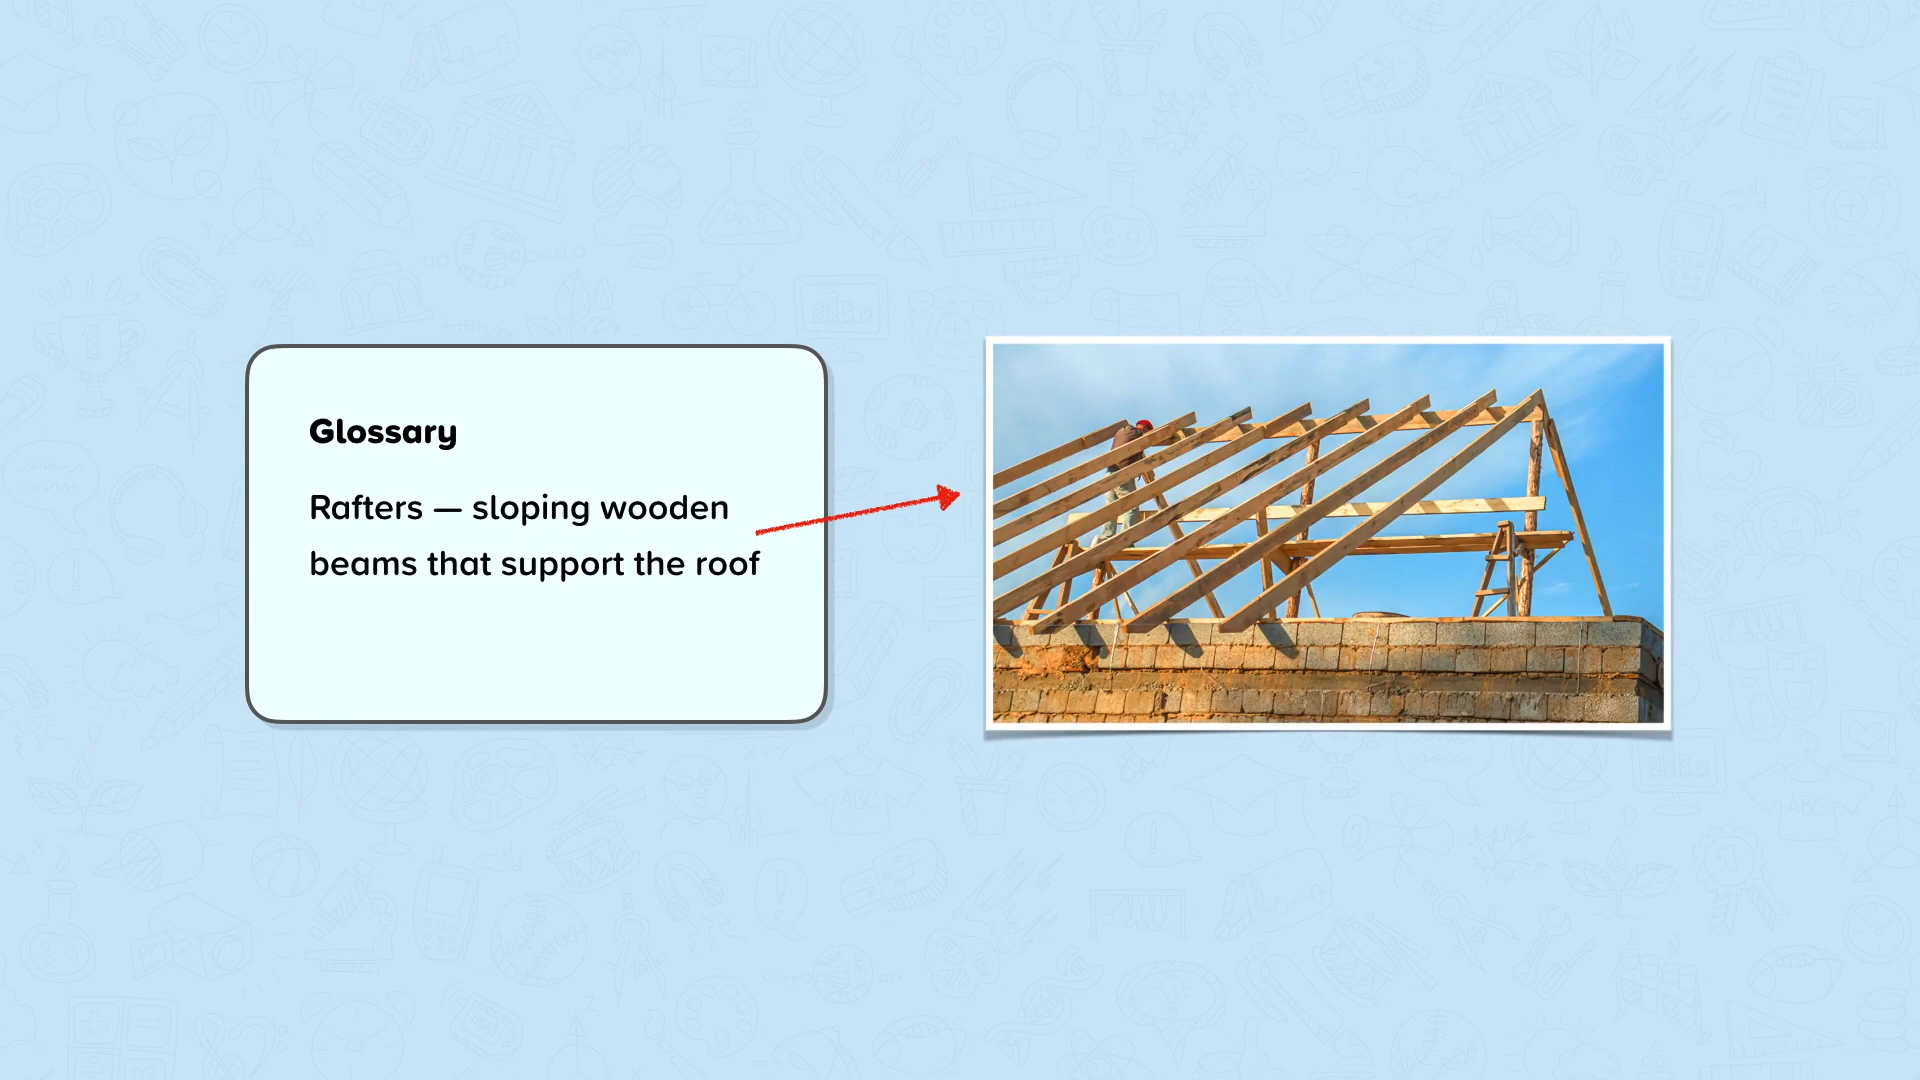 Glossary
Rafters — sloping wooden
beams that support the roof